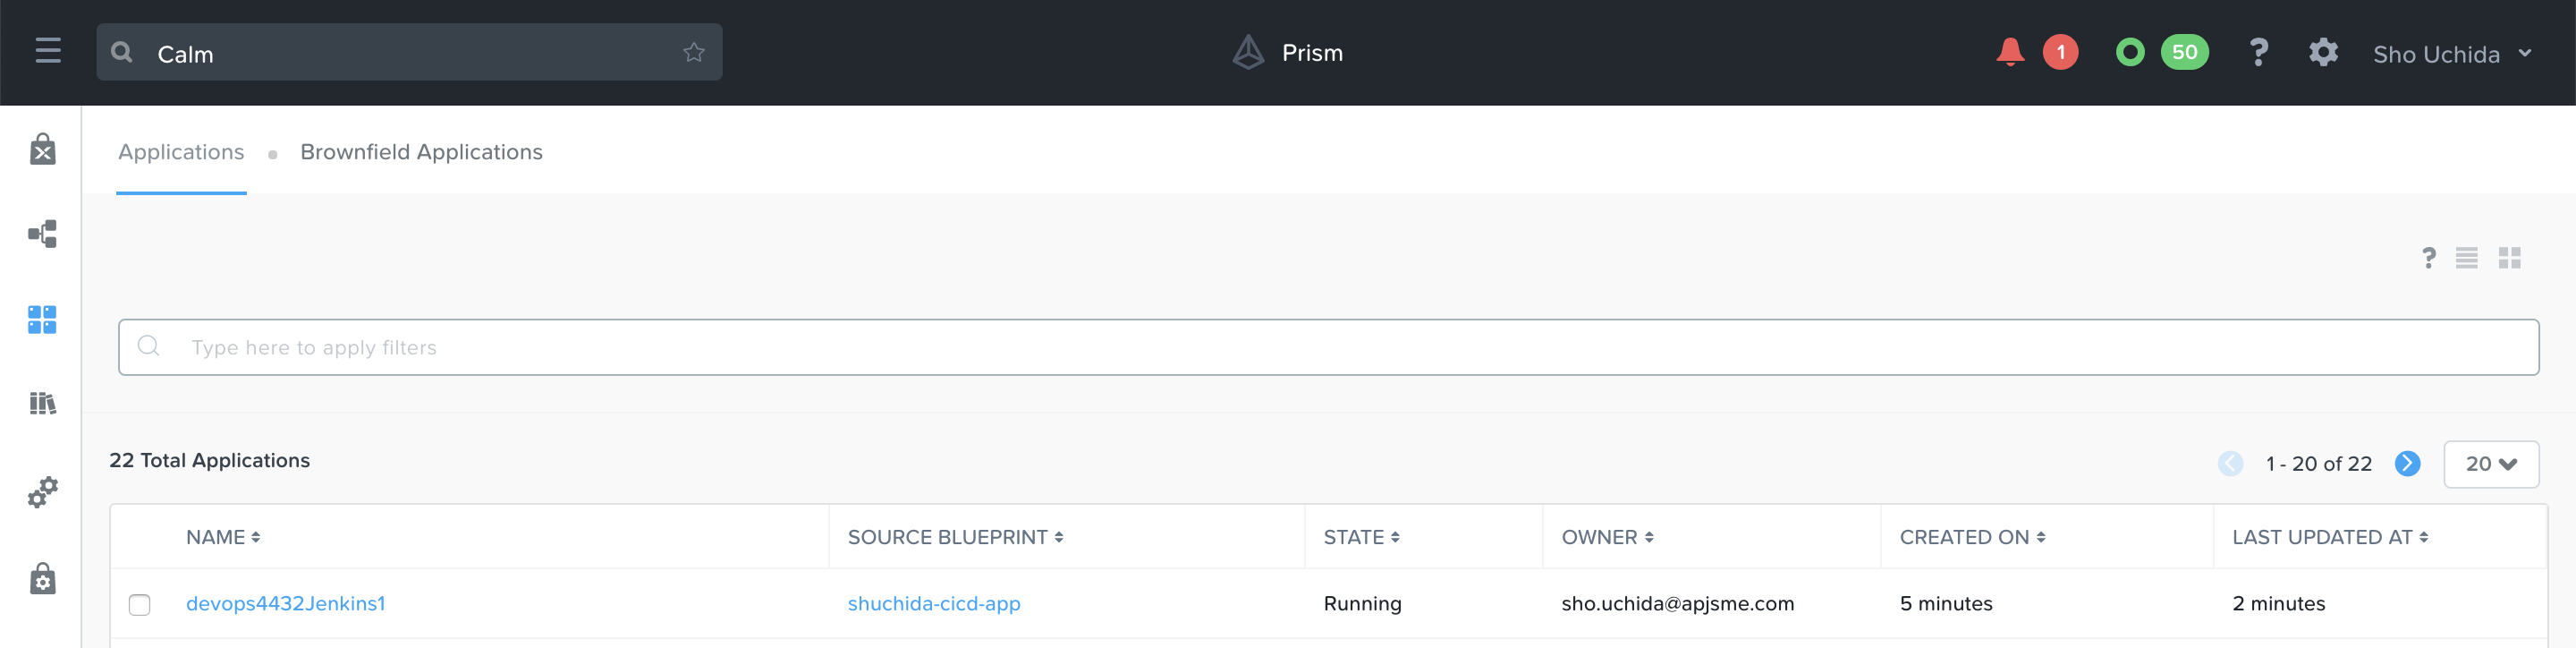 Calm
Prism
1
50
?
Sho Uchida
Applications
Brownfield Applications
?
Type here to apply filters
22 Total Applications
1 - 20 of 22
20
NAME SOURCE BLUEPRINT STATE OWNER CREATED ON LAST UPDATED AT
devops4432Jenkins1 shuchida-cicd-app Running sho.uchida@apjsme.com 5 minutes 2 minutes